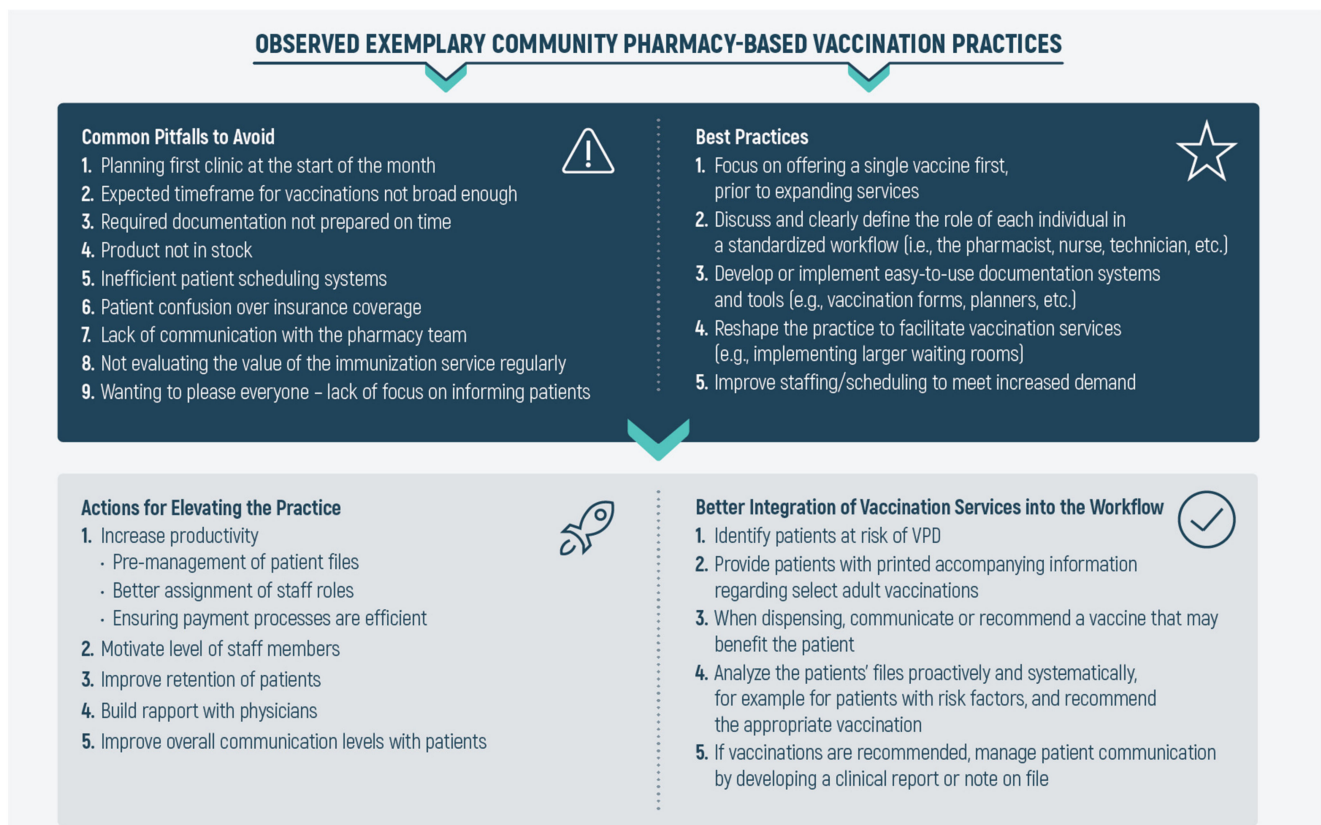 OBSERVED EXEMPLARY COMMUNITY PHARMACY-BASED VACCINATION PRACTICES
Common Pitfalls to Avoid
1. Planning first clinic at the start of the month
2. Expected timeframe for vaccinations not broad enough
3. Required documentation not prepared on time
4. Product not in stock
5. Inefficient patient scheduling systems
6. Patient confusion over insurance coverage
7. Lack of communication with the pharmacy team
8. Not evaluating the value of the immunization service regularly
9. Wanting to please everyone – lack of focus on informing patients
Best Practices
1. Focus on offering a single vaccine first,
prior to expanding services
2. Discuss and clearly define the role of each individual in
a standardized workflow (i.e., the pharmacist, nurse, technician, etc.)
3. Develop or implement easy-to-use documentation systems
and tools (e.g., vaccination forms, planners, etc.)
4. Reshape the practice to facilitate vaccination services
(e.g., implementing larger waiting rooms)
5. Improve staffing/scheduling to meet increased demand
Actions for Elevating the Practice
1. Increase productivity
· Pre-management of patient files
· Better assignment of staff roles
· Ensuring payment processes are efficient
2. Motivate level of staff members
3. Improve retention of patients
4. Build rapport with physicians
5. Improve overall communication levels with patients
Better Integration of Vaccination Services into the Workflow
1. Identify patients at risk of VPD
2. Provide patients with printed accompanying information
regarding select adult vaccinations
3. When dispensing, communicate or recommend a vaccine that may
benefit the patient
4. Analyze the patients' files proactively and systematically,
for example for patients with risk factors, and recommend
the appropriate vaccination
5. If vaccinations are recommended, manage patient communication
by developing a clinical report or note on file